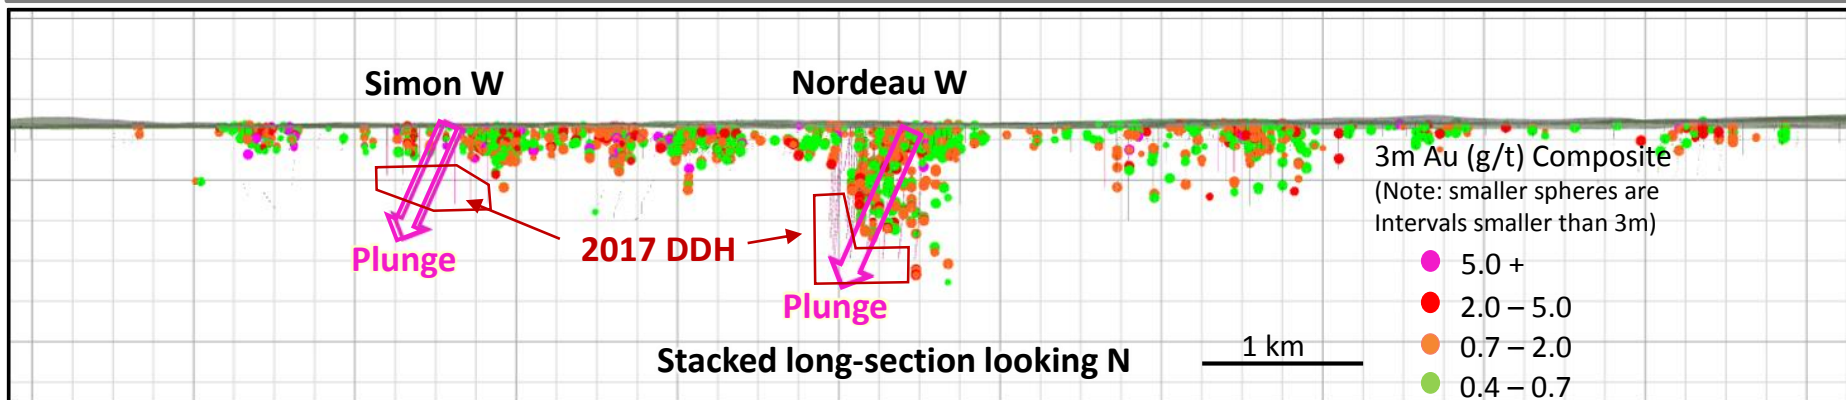 Simon W
Nordeau W
3m Au (g/t) Composite
(Note: smaller spheres are
Intervals smaller than 3m)
2017 DDH
Plunge
5.0 +
Plunge
2.0 – 5.0
Stacked long-section looking N
1 km
0.7 – 2.0
0.4 – 0.7